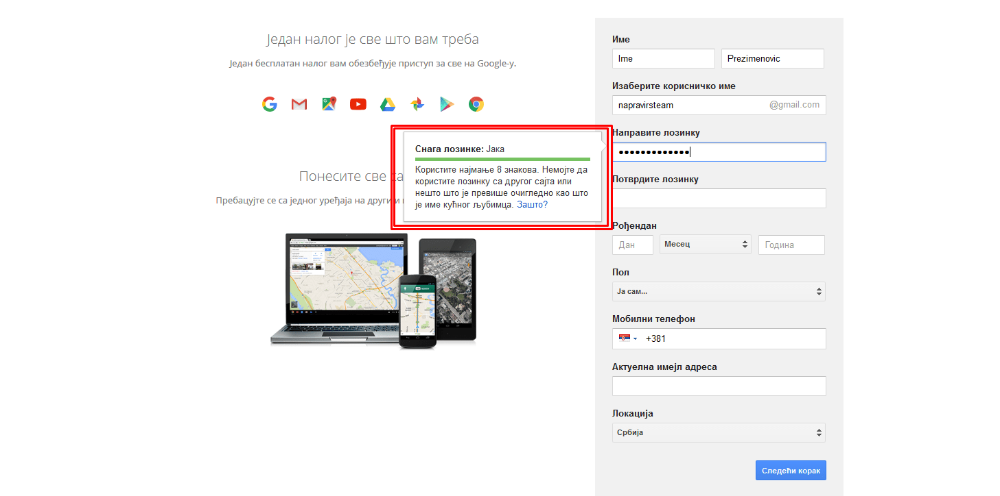 Један налог је све што вам треба
Један бесплатан налог вам обезбеђује приступ за све на Google-у.
Понесите све са
Пребацујте се са једног уређаја на други и
Снага лозинке: Јака
Користите најмање 8 знакова. Немојте да
користите лозинку са другог сајта или
нешто што је превише очигледно као што
је име кућног љубимца. Зашто?
Име
Ime
Prezimenovic
Изаберите корисничко име
napravirsteam
@gmail.com
Направите лозинку
Потврдите лозинку
Рођендан
Дан
Месец
Година
Пол
Ја сам...
Мобилни телефон
+381
Актуелна имејл адреса
Локација
Србија
Следећи корак